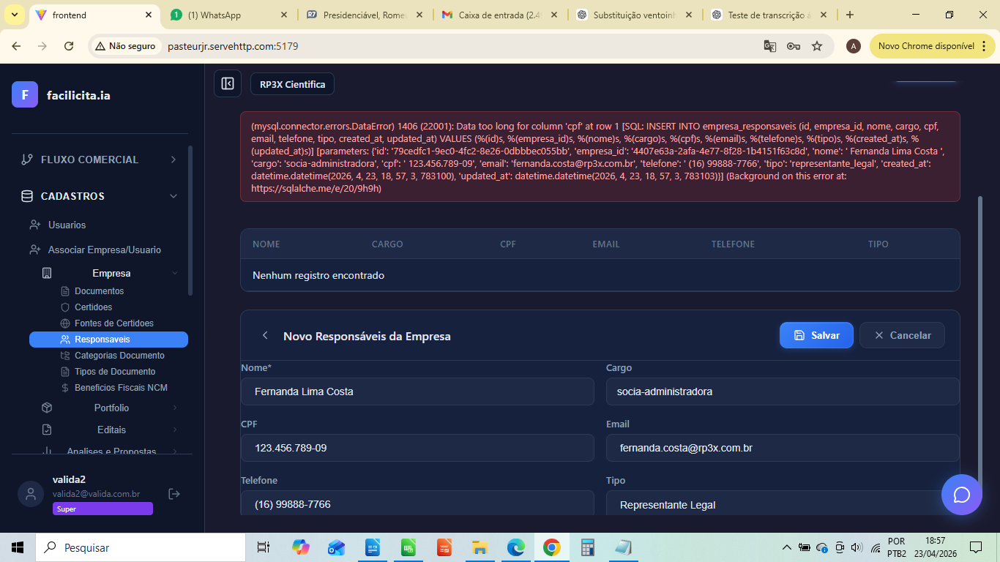 frontend
(1) WhatsApp
Presidenciável, Rome
Caixa de entrada (2.4
Substituição ventoinh
Teste de transcrição á
Não seguro
pasteurjr.servehttp.com:5179
A
Novo Chrome disponível
F
facilicita.ia
RP3X Cientifica
(mysql.connector.errors.DataError) 1406 (22001): Data too long for column 'cpf' at row 1 [SQL: INSERT INTO empresa_responsaveis (id, empresa_id, nome, cargo, cpf,
email, telefone, tipo, created_at, updated_at) VALUES (%(id)s, %(empresa_id)s, %(nome)s, %(cargo)s, %(cpf)s, %(email)s, %(telefone)s, %(tipo)s, %(created_at)s, %
(updated_at)s)] [parameters: {'id': '79cedfc1-9ec0-4fc2-8e26-0dbbbec055bb', 'empresa_id': '4407e63a-2afa-4e77-8f28-1b4151f63c8d', 'nome': ' Fernanda Lima Costa ',
'cargo': 'socia-administradora', 'cpf': ' 123.456.789-09', 'email': 'fernanda.costa@rp3x.com.br', 'telefone': ' (16) 99888-7766', 'tipo': 'representante_legal', 'created_at':
datetime.datetime(2026, 4, 23, 18, 57, 3, 783100), 'updated_at': datetime.datetime(2026, 4, 23, 18, 57, 3, 783103)}] (Background on this error at:
https://sqlalche.me/e/20/9h9h)
FLUXO COMERCIAL
CADASTROS
Usuarios
Associar Empresa/Usuario
Empresa
Documentos
Certidoes
Fontes de Certidoes
Responsaveis
Categorias Documento
Tipos de Documento
Beneficios Fiscais NCM
Portfolio
Editais
Analises e Propostas
valida2
valida2@valida.com.br
Super
NOME CARGO CPF EMAIL TELEFONE TIPO
Nenhum registro encontrado
Novo Responsáveis da Empresa
Salvar
Cancelar
Nome* Cargo
Fernanda Lima Costa socia-administradora
CPF Email
123.456.789-09 fernanda.costa@rp3x.com.br
Telefone Tipo
(16) 99888-7766 Representante Legal
Pesquisar
POR
PTB2
18:57
23/04/2026